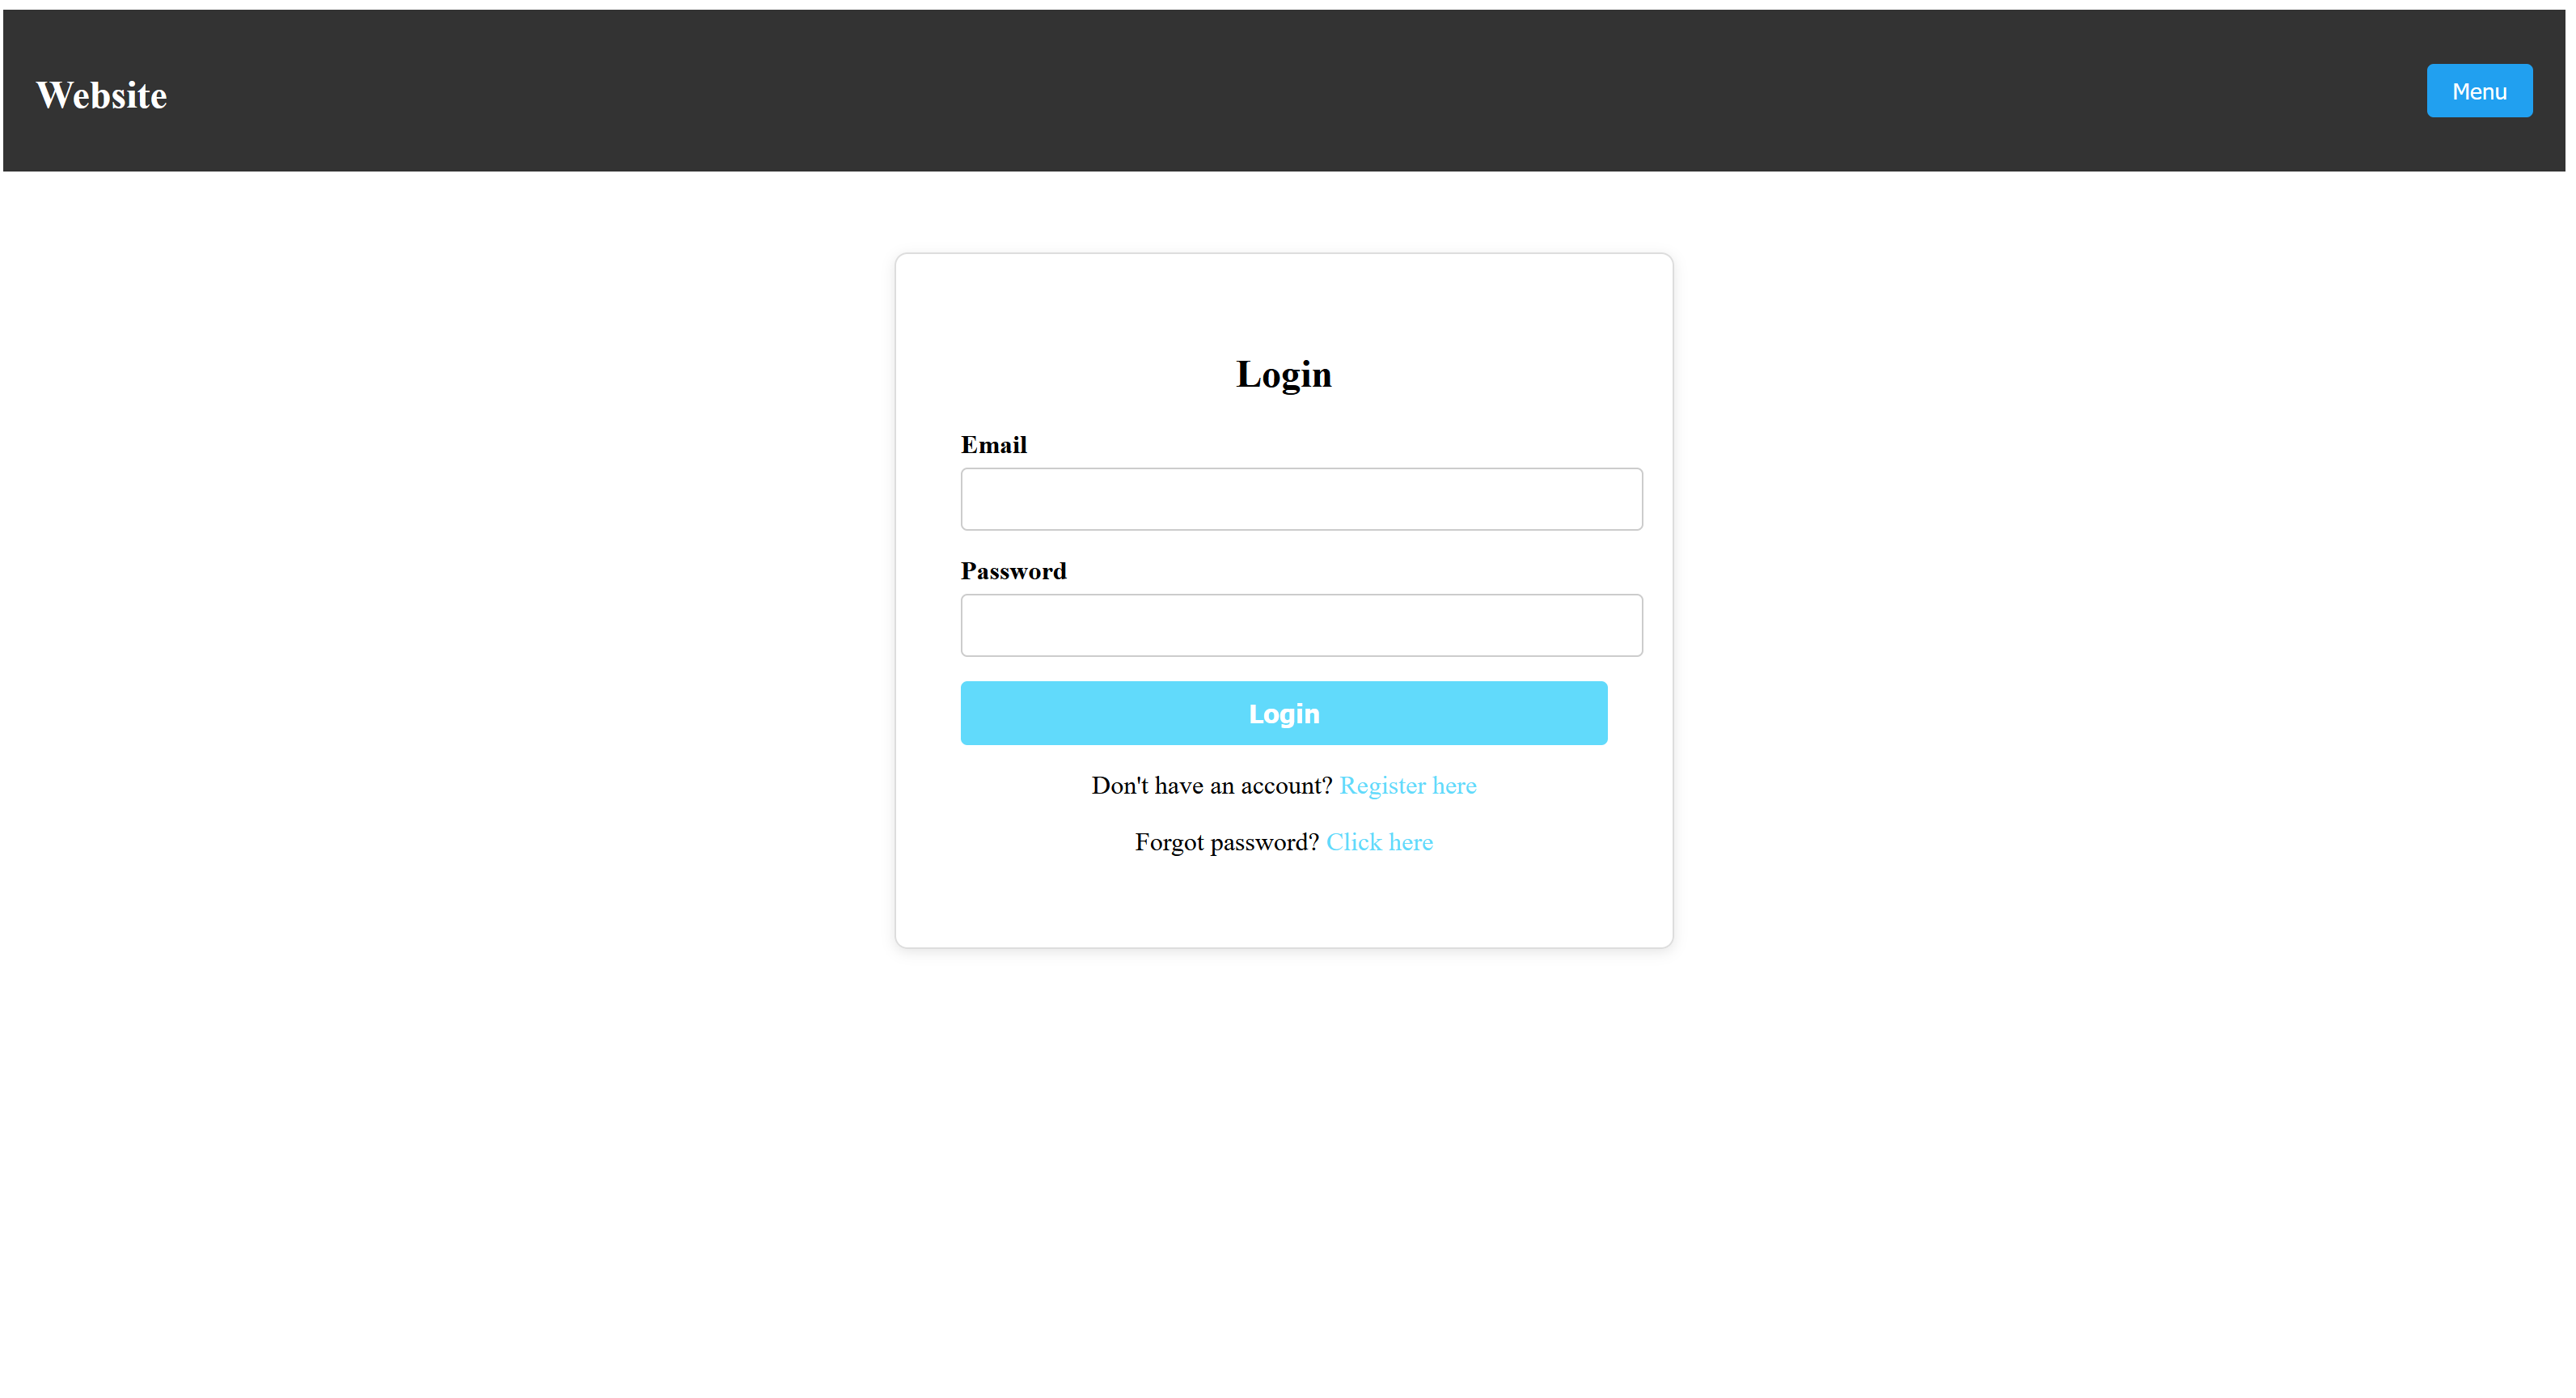 Website
Menu
Login
Email
Password
Login
Don't have an account? Register here
Forgot password? Click here